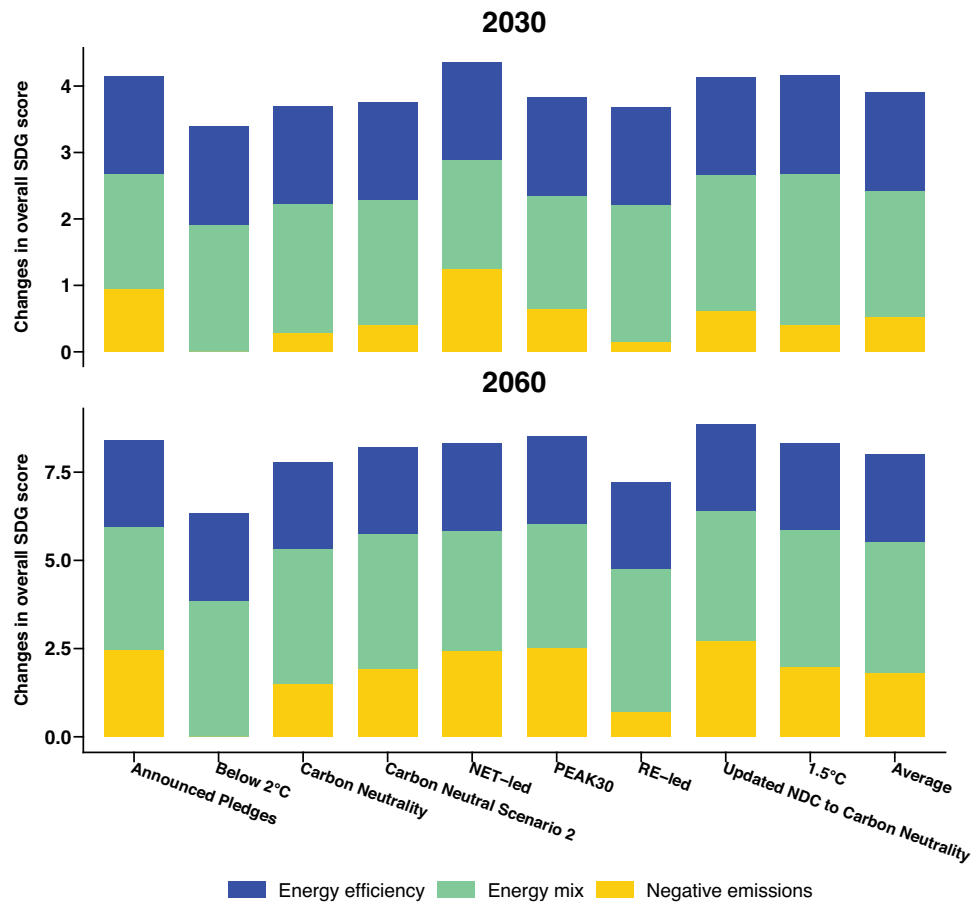 2030
Changes in overall SDG score
4
3
2
1
0
2060
Changes in overall SDG score
7.5
5.0
2.5
0.0
Announced Pledges
Below 2°C
Carbon Neutrality
Carbon Neutral Scenario 2
NET−led
PEAK30
RE−led
Updated NDC to Carbon Neutrality
1.5°C
Average
Energy efficiency
Energy mix
Negative emissions